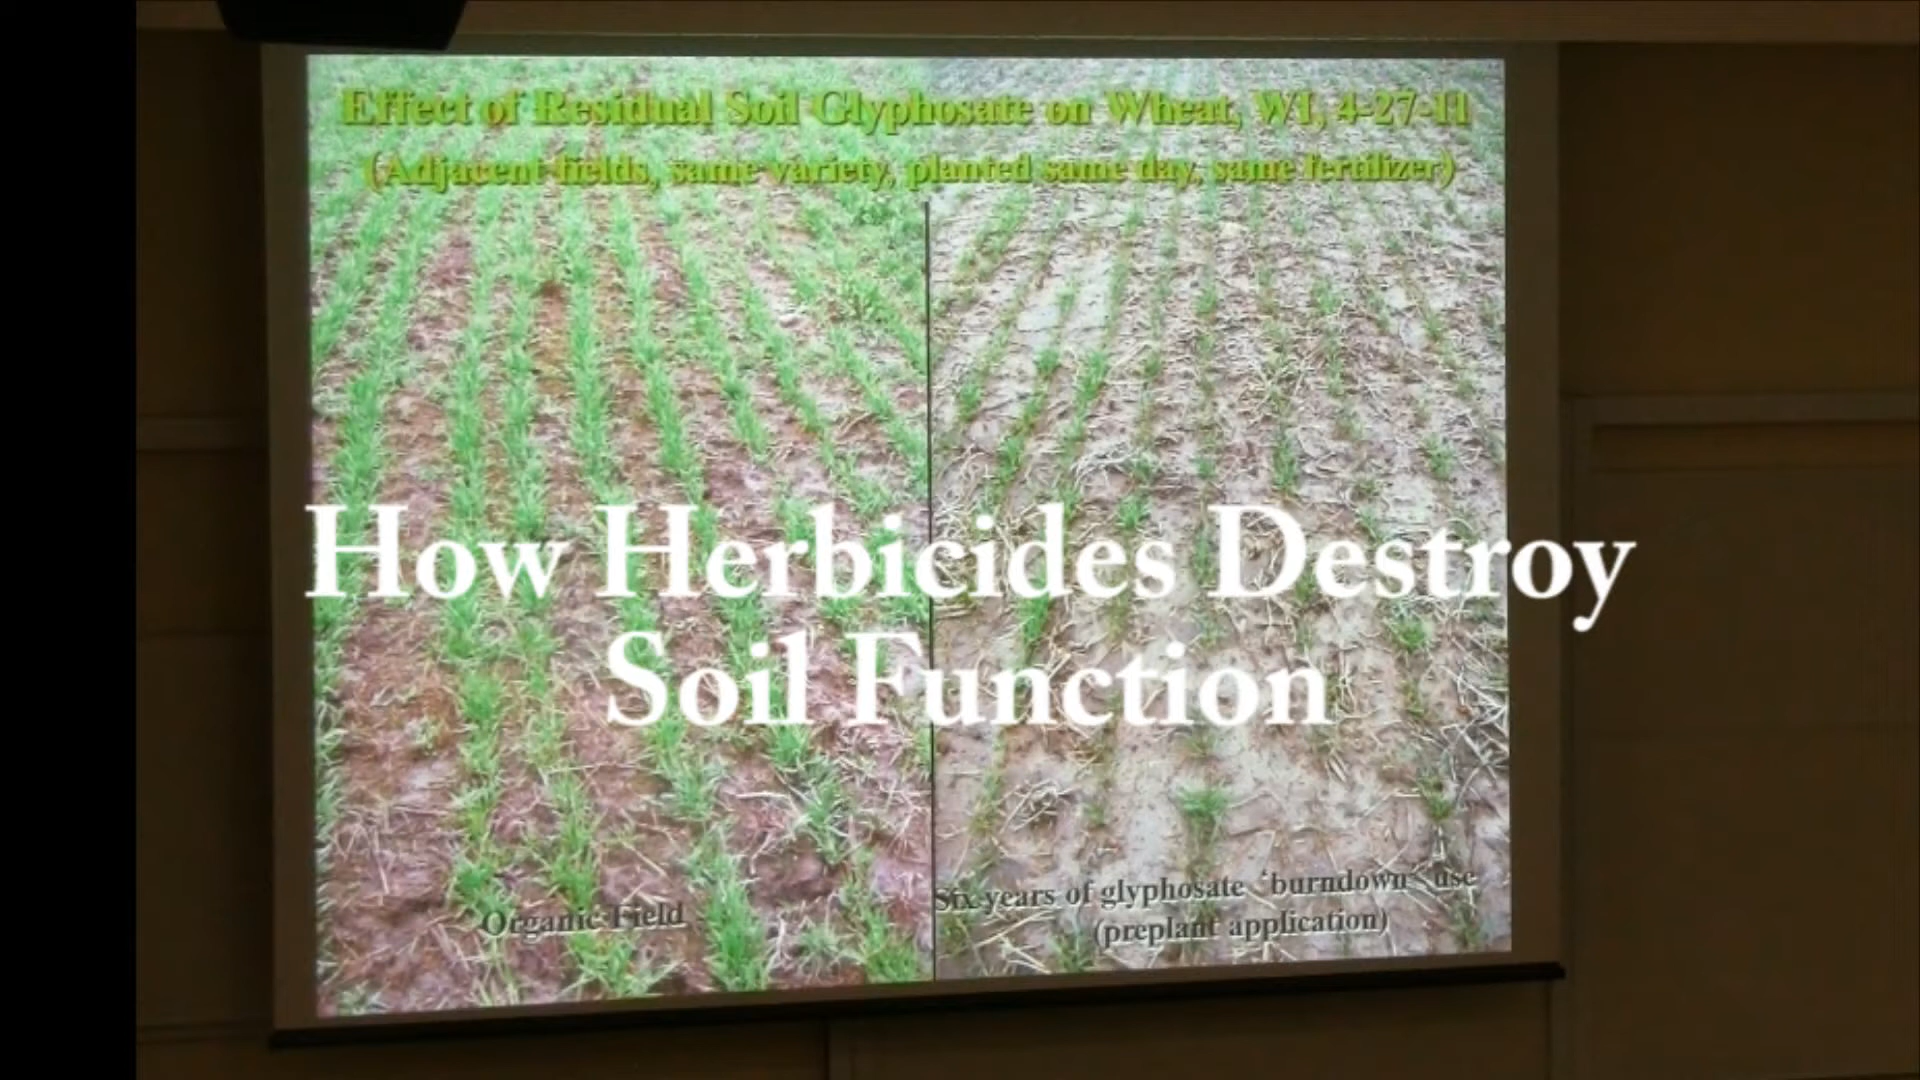 Effect of Residual Soil Glyphosate on Wheat, WI, 4-27-11
(Adjacent fields, same variety, planted same day, same fertilizer)
How Herbicides Destroy
Soil Function
Organic Field
Six years of glyphosate 'burndown' use
(preplant application)